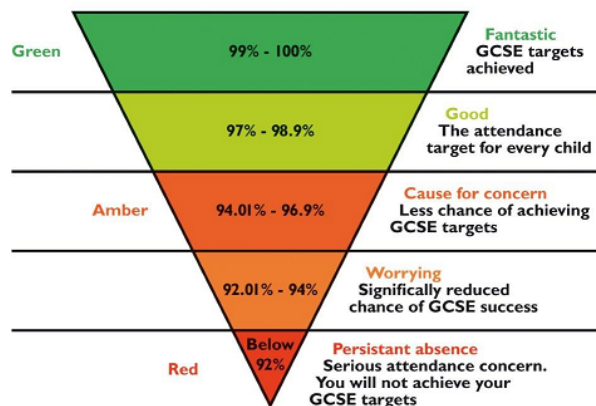 Green
99% - 100%
Fantastic
GCSE targets
achieved
97% - 98.9%
Good
The attendance
target for every child
Amber
94.01% - 96.9%
Cause for concern
Less chance of achieving
GCSE targets
92.01% - 94%
Worrying
Significally reduced
chance of GCSE success
Red
Below
92%
Persistant absence
Serious attendance concern.
You will not achieve your
GCSE targets